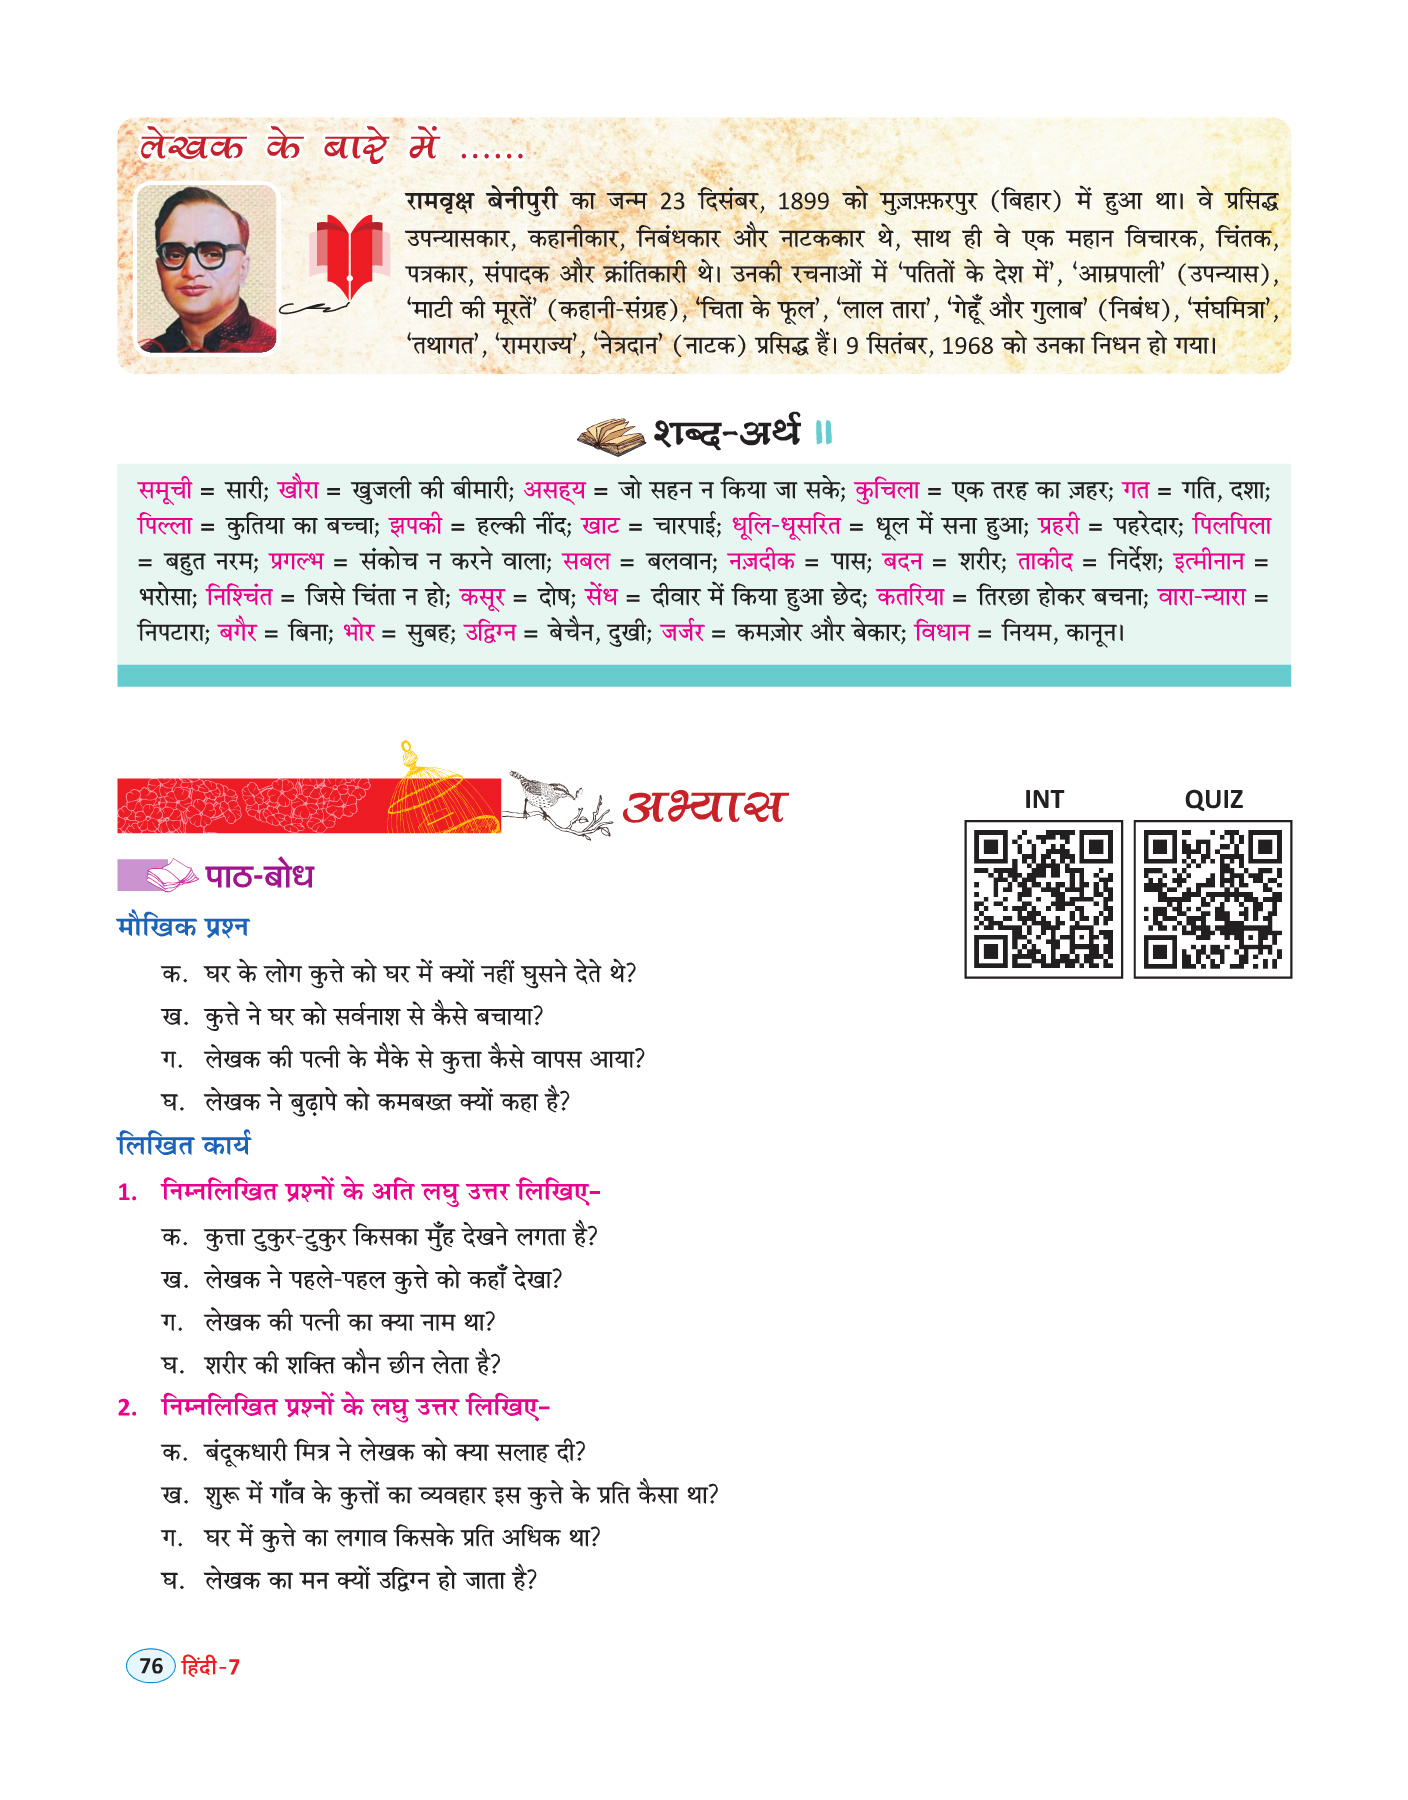 लेखक के बारे में ......
रामवृक्ष बेनीपुरी का जन्म 23 दिसंबर, 1899 को मुज़फ़्फ़रपुर (बिहार) में हुआ था। वे प्रसिद्ध
उपन्यासकार, कहानीकार, निबंधकार और नाटककार थे, साथ ही वे एक महान विचारक, चिंतक,
पत्रकार, संपादक और क्रांतिकारी थे। उनकी रचनाओं में ‘पतितों के देश में’, ‘आम्रपाली’ (उपन्यास),
‘माटी की मूरतें’ (कहानी-संग्रह), ‘चिता के फूल’, ‘लाल तारा’, ‘गेहूँ और गुलाब’ (निबंध), ‘संघमित्रा’,
‘तथागत’, ‘रामराज्य’, ‘नेत्रदान’ (नाटक) प्रसिद्ध हैं। 9 सितंबर, 1968 को उनका निधन हो गया।
शब्द-अर्थ
समूची = सारी; खौरा = खुजली की बीमारी; असह्य = जो सहन न किया जा सके; कुचिला = एक तरह का ज़हर; गत = गति, दशा;
पिल्ला = कुतिया का बच्चा; झपकी = हल्की नींद; खाट = चारपाई; धूलि-धूसरित = धूल में सना हुआ; प्रहरी = पहरेदार; पिलपिला
= बहुत नरम; प्रगल्भ = संकोच न करने वाला; सबल = बलवान; नज़दीक = पास; बदन = शरीर; ताकीद = निर्देश; इत्मीनान =
भरोसा; निश्चिंत = जिसे चिंता न हो; कसूर = दोष; सेंध = दीवार में किया हुआ छेद; कतरिया = तिरछा होकर बचना; वारा-न्यारा =
निपटारा; बगैर = बिना; भोर = सुबह; उद्विग्न = बेचैन, दुखी; जर्जर = कमज़ोर और बेकार; विधान = नियम, कानून।
अभ्यास
INT QUIZ
पाठ-बोध
मौखिक प्रश्न
क. घर के लोग कुत्ते को घर में क्यों नहीं घुसने देते थे?
ख. कुत्ते ने घर को सर्वनाश से कैसे बचाया?
ग. लेखक की पत्नी के मैके से कुत्ता कैसे वापस आया?
घ. लेखक ने बुढ़ापे को कमबख्त क्यों कहा है?
लिखित कार्य
1. निम्नलिखित प्रश्नों के अति लघु उत्तर लिखिए–
क. कुत्ता टुकुर-टुकुर किसका मुँह देखने लगता है?
ख. लेखक ने पहले-पहल कुत्ते को कहाँ देखा?
ग. लेखक की पत्नी का क्या नाम था?
घ. शरीर की शक्ति कौन छीन लेता है?
2. निम्नलिखित प्रश्नों के लघु उत्तर लिखिए–
क. बंदूकधारी मित्र ने लेखक को क्या सलाह दी?
ख. शुरू में गाँव के कुत्तों का व्यवहार इस कुत्ते के प्रति कैसा था?
ग. घर में कुत्ते का लगाव किसके प्रति अधिक था?
घ. लेखक का मन क्यों उद्विग्न हो जाता है?
76 हिंदी-7